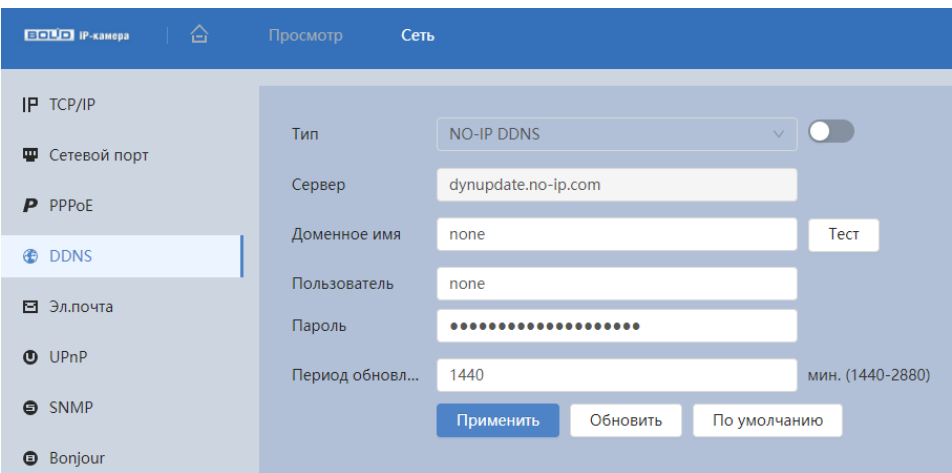 BOLID IP-камера Просмотр Сеть
TCP/IP
Сетевой порт
PPPoE
DDNS
Эл.почта
UPnP
SNMP
Bonjour
Тип NO-IP DDNS
Сервер dynupdate.no-ip.com
Доменное имя none Тест
Пользователь none
Пароль ••••••••••••••••••••
Период обновл... 1440 мин. (1440-2880)
Применить Обновить По умолчанию